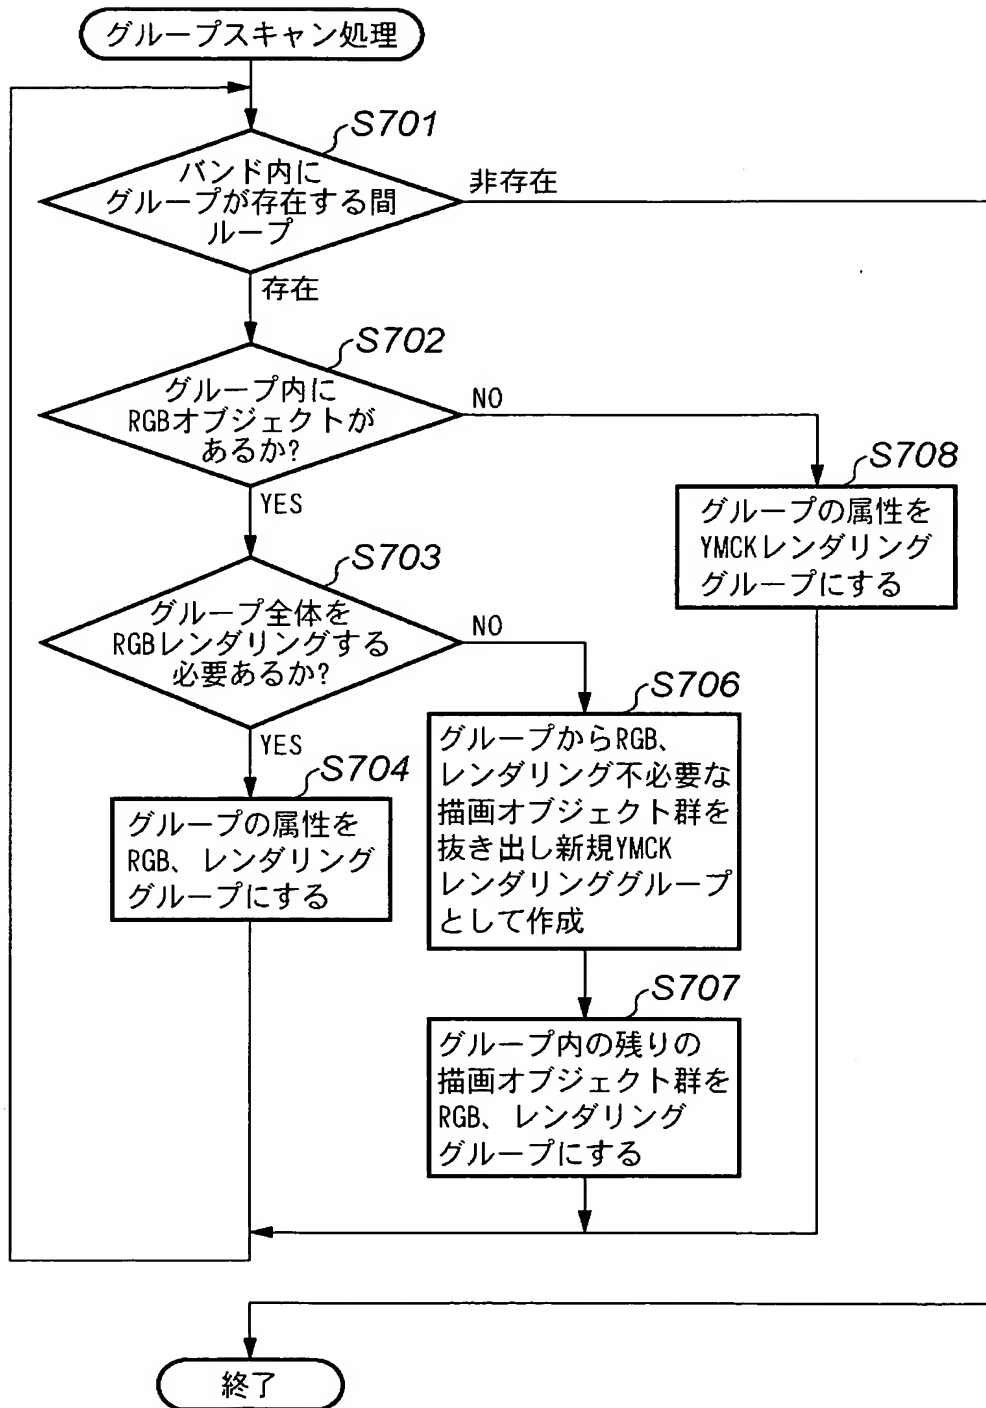 グループスキャン処理
S701
バンド内に
グループが存在する間
ループ
非存在
存在
S702
グループ内に
RGBオブジェクトが
あるか?
NO
YES
S708
グループの属性を
YMCKレンダリング
グループにする
S703
グループ全体を
RGBレンダリングする
必要あるか?
NO
YES
S704
グループの属性を
RGB、レンダリング
グループにする
S706
グループからRGB、
レンダリング不必要な
描画オブジェクト群を
抜き出し新規YMCK
レンダリンググループ
として作成
S707
グループ内の残りの
描画オブジェクト群を
RGB、レンダリング
グループにする
終了